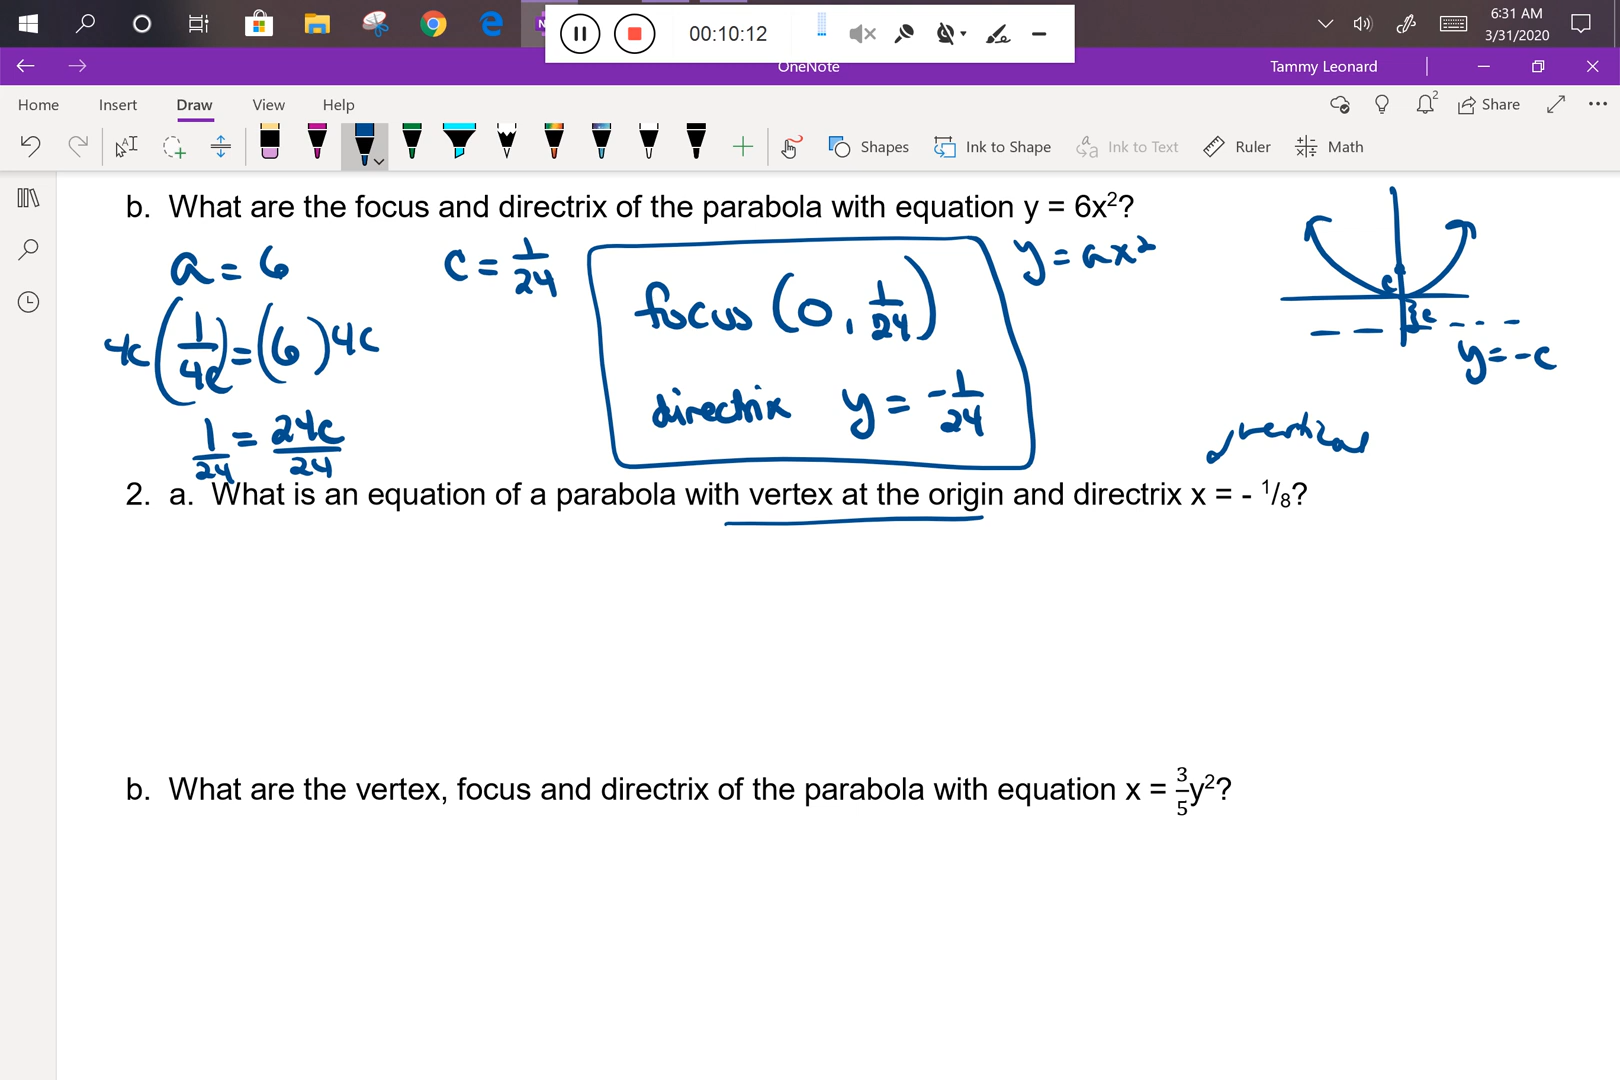 00:10:12
6:31 AM
3/31/2020
OneNote
Tammy Leonard
Home Insert Draw View Help
2
Share
Shapes Ink to Shape Ink to Text Ruler Math
b. What are the focus and directrix of the parabola with equation y = 6x²?
a = 6
c = 1/24
focus (0, 1/24)
y = ax²
4c(1/4c) = (6)4c
directrix y = -1/24
c
c
y = -c
1/24 = 24c/24
vertical
2. a. What is an equation of a parabola with vertex at the origin and directrix x = - ¹/₈?
b. What are the vertex, focus and directrix of the parabola with equation x = 3/5 y²?